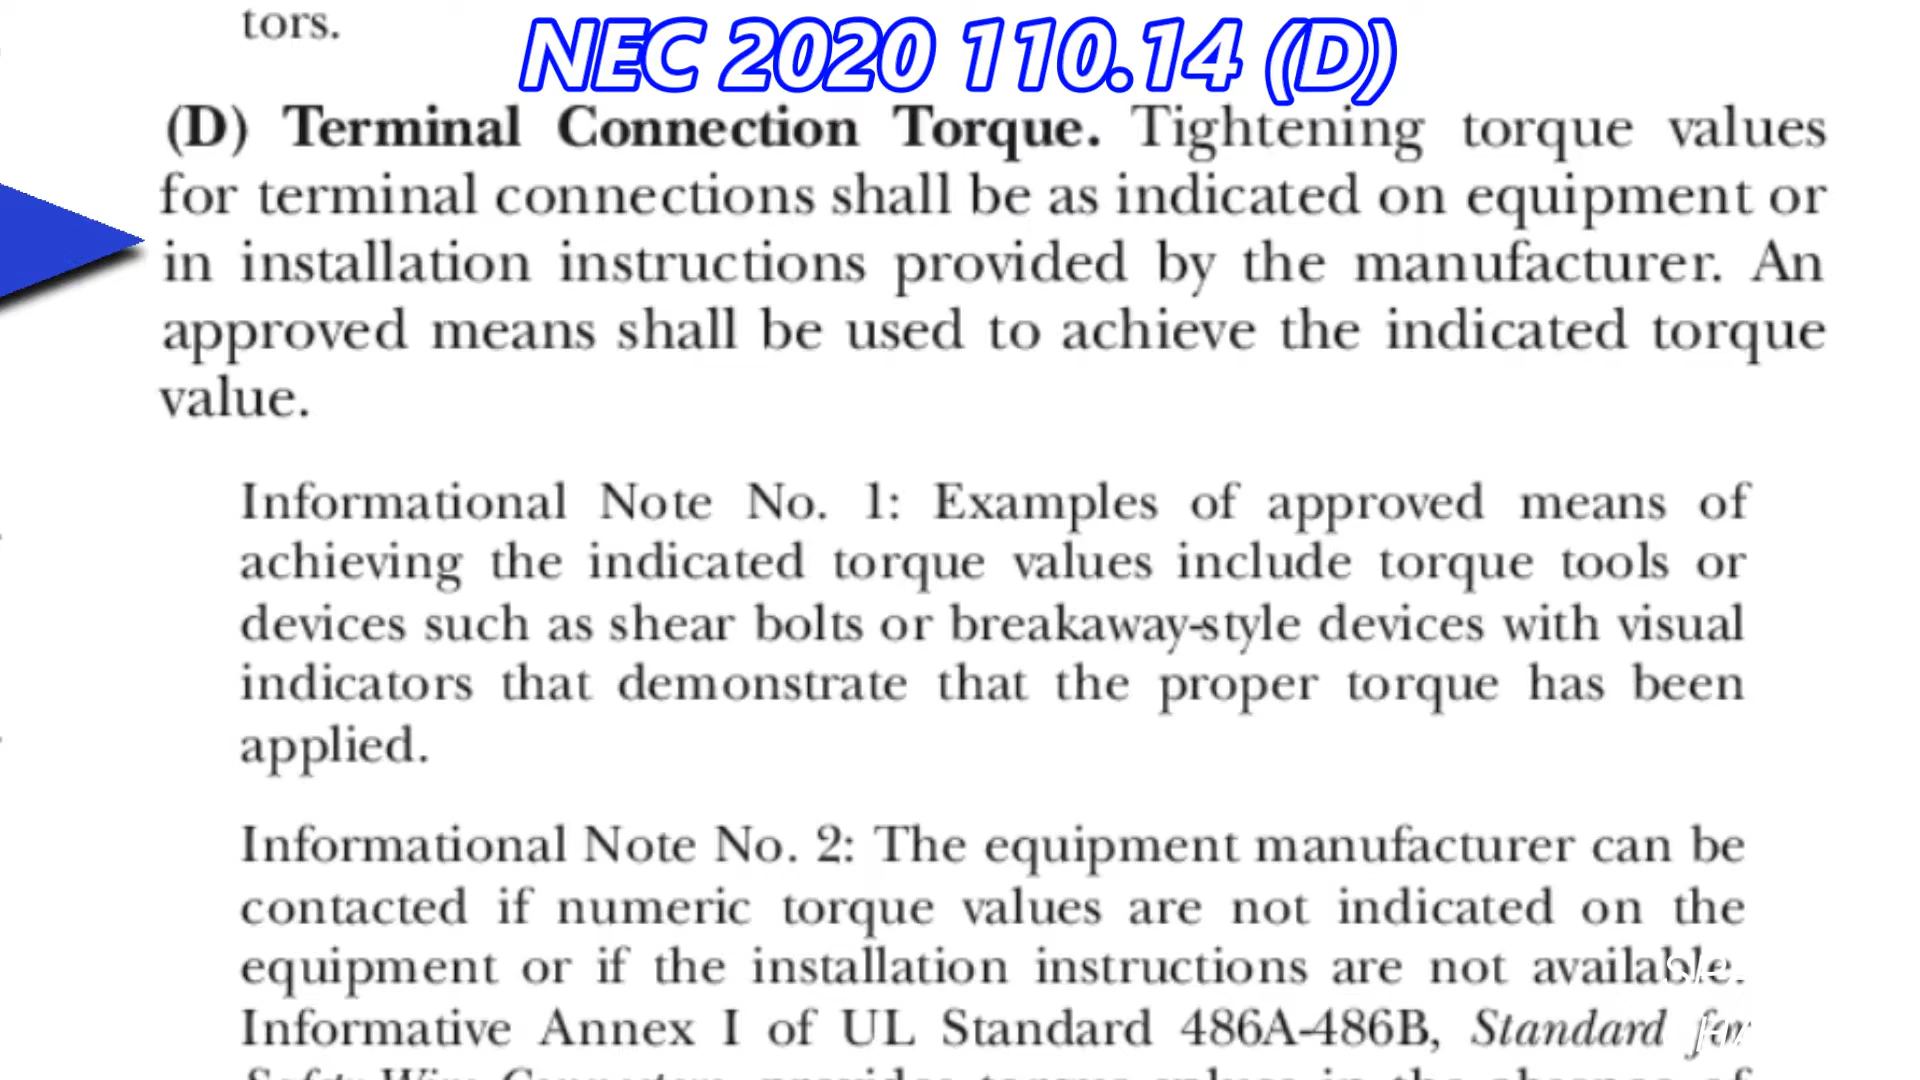 tors.
NEC 2020 110.14 (D)
(D) Terminal Connection Torque. Tightening torque values
for terminal connections shall be as indicated on equipment or
in installation instructions provided by the manufacturer. An
approved means shall be used to achieve the indicated torque
value.
Informational Note No. 1: Examples of approved means of
achieving the indicated torque values include torque tools or
devices such as shear bolts or breakaway-style devices with visual
indicators that demonstrate that the proper torque has been
applied.
Informational Note No. 2: The equipment manufacturer can be
contacted if numeric torque values are not indicated on the
equipment or if the installation instructions are not available.
Informative Annex I of UL Standard 486A-486B, Standard for